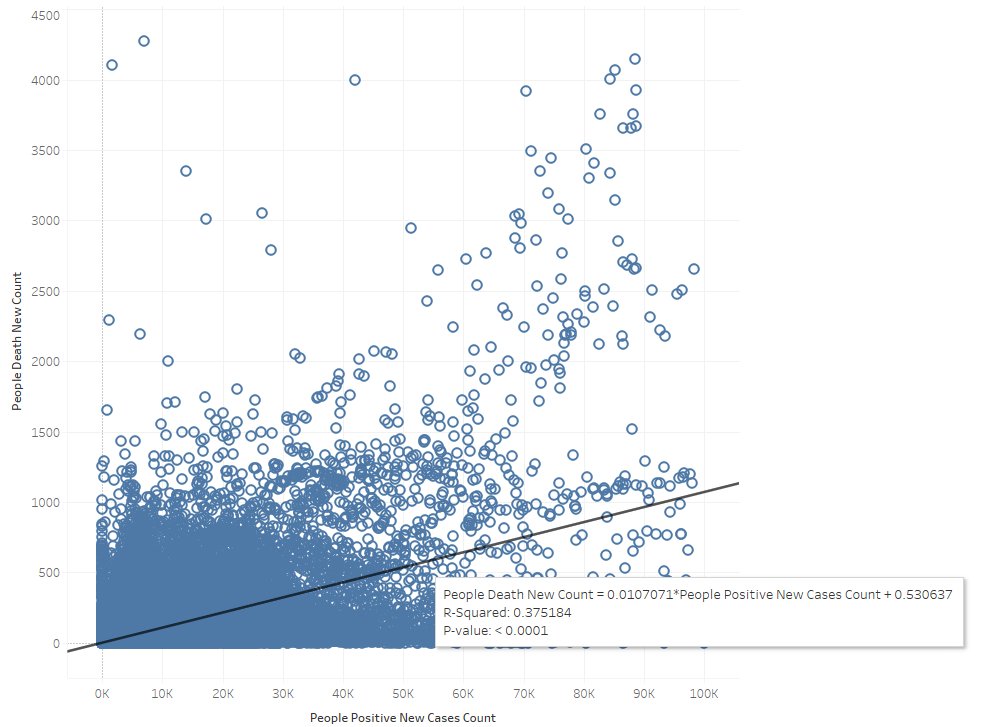 4500
4000
3500
3000
2500
2000
1500
1000
500
0
People Death New Count
People Death New Count = 0.0107071*People Positive New Cases Count + 0.530637
R-Squared: 0.375184
P-value: < 0.0001
0K 10K 20K 30K 40K 50K 60K 70K 80K 90K 100K
People Positive New Cases Count